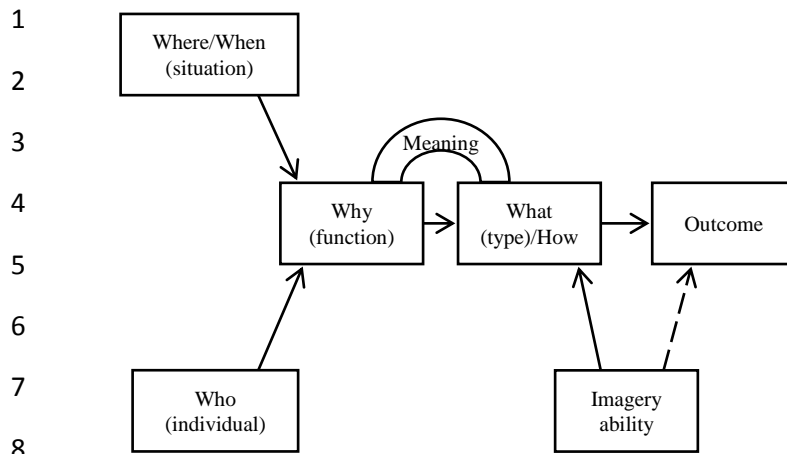 1
Where/When
(situation)
2
3
Meaning
4
Why
(function)
What
(type)/How
Outcome
5
6
7
Who
(individual)
Imagery
ability
8